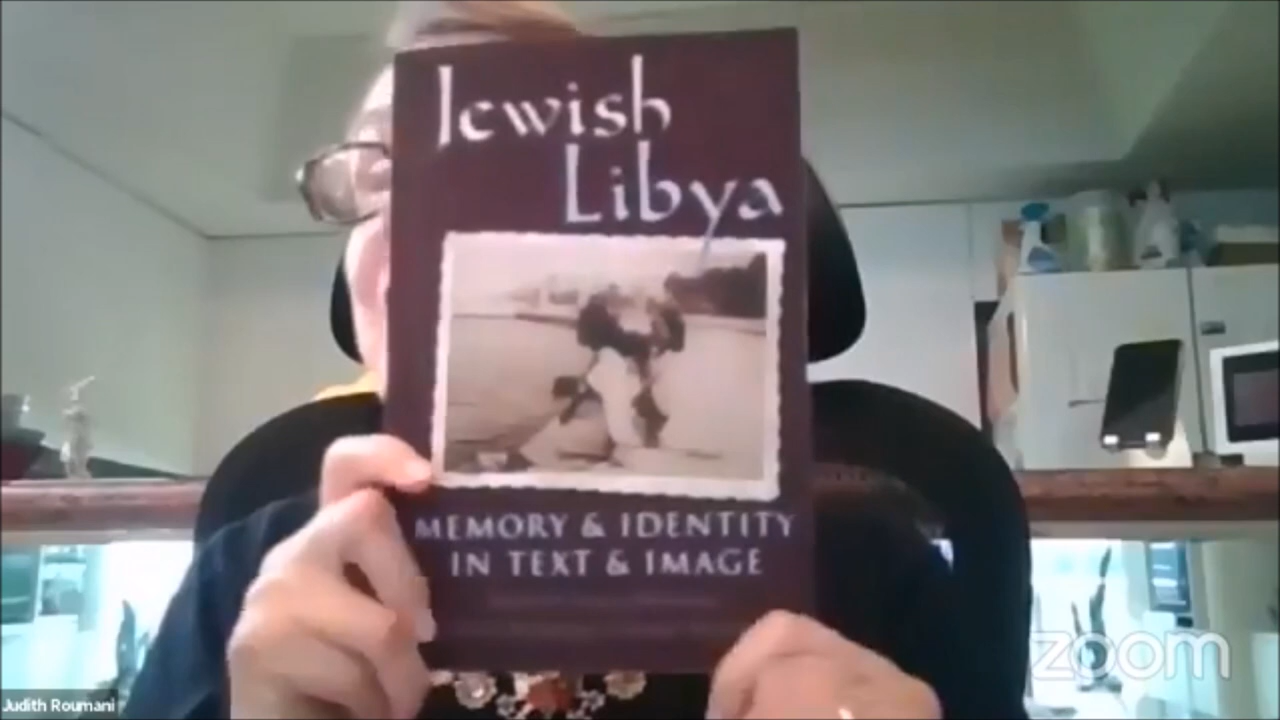 Jewish
Libya
MEMORY & IDENTITY
IN TEXT & IMAGE
Judith Roumani
zoom